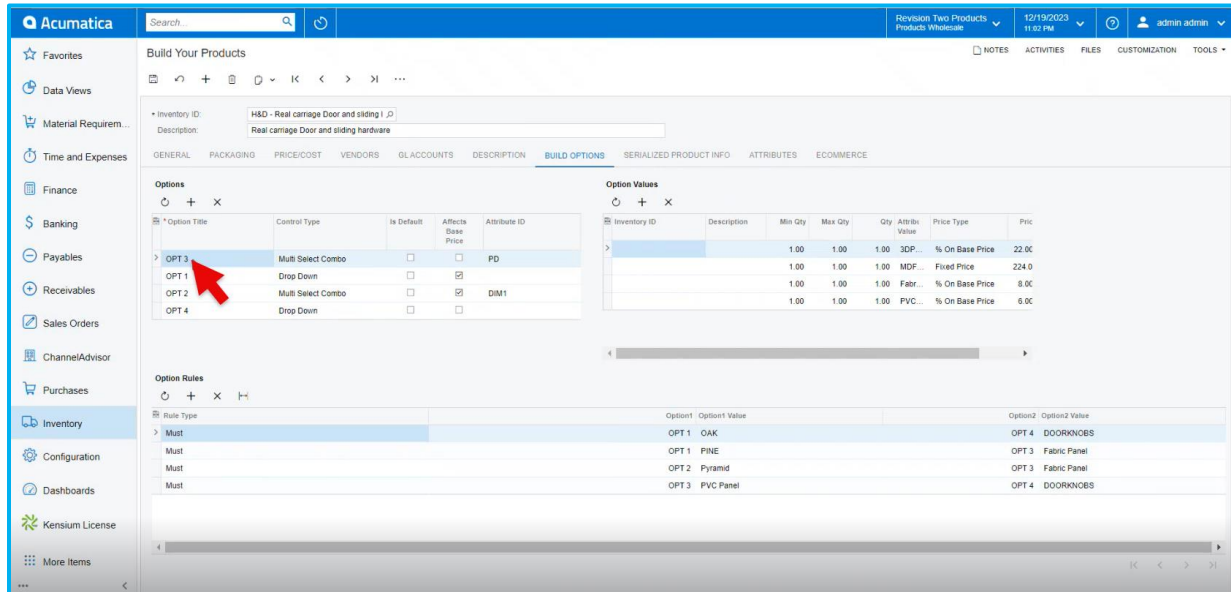 Acumatica
Search...
Revision Two Products
Products Wholesale
12/19/2023
11:02 PM
admin admin
Favorites
Data Views
Material Requirem...
Time and Expenses
Finance
Banking
Payables
Receivables
Sales Orders
ChannelAdvisor
Purchases
Inventory
Configuration
Dashboards
Kensium License
More Items
Build Your Products
NOTES ACTIVITIES FILES CUSTOMIZATION TOOLS
* Inventory ID: H&D - Real carriage Door and sliding l
Description: Real carriage Door and sliding hardware
GENERAL PACKAGING PRICE/COST VENDORS GL ACCOUNTS DESCRIPTION BUILD OPTIONS SERIALIZED PRODUCT INFO ATTRIBUTES ECOMMERCE
Options
* Option Title Control Type Is Default Affects Base Price Attribute ID
OPT 3 Multi Select Combo PD
OPT 1 Drop Down
OPT 2 Multi Select Combo DIM1
OPT 4 Drop Down
Option Values
Inventory ID Description Min Qty Max Qty Qty Attribu Value Price Type Pric
1.00 1.00 1.00 3DP... % On Base Price 22.00
1.00 1.00 1.00 MDF... Fixed Price 224.0
1.00 1.00 1.00 Fabr... % On Base Price 8.00
1.00 1.00 1.00 PVC... % On Base Price 6.00
Option Rules
Rule Type Option1 Option1 Value Option2 Option2 Value
Must OPT 1 OAK OPT 4 DOORKNOBS
Must OPT 1 PINE OPT 3 Fabric Panel
Must OPT 2 Pyramid OPT 3 Fabric Panel
Must OPT 3 PVC Panel OPT 4 DOORKNOBS